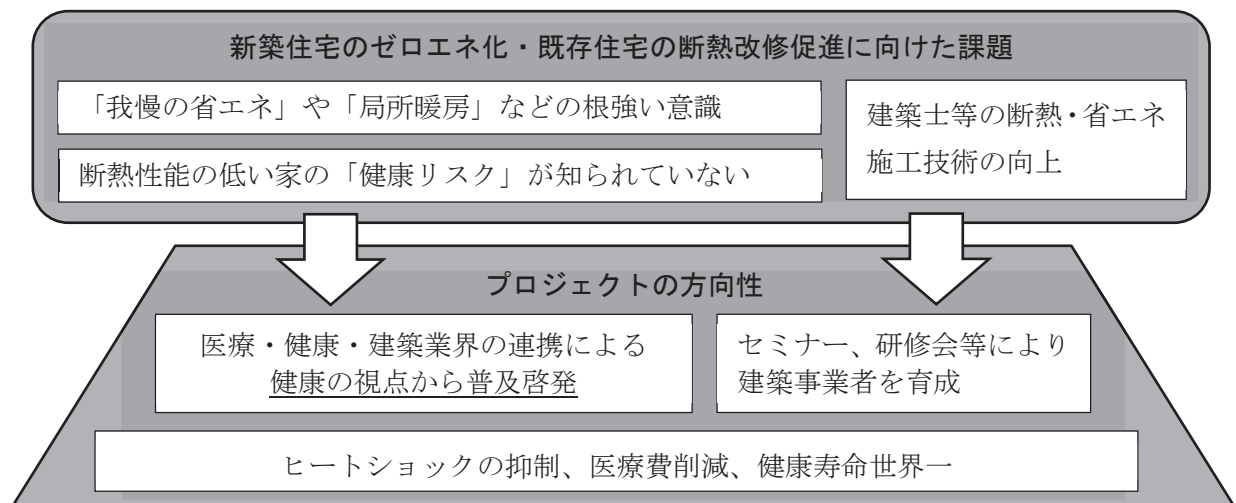 新築住宅のゼロエネ化・既存住宅の断熱改修促進に向けた課題
「我慢の省エネ」や「局所暖房」などの根強い意識
断熱性能の低い家の「健康リスク」が知られていない
建築士等の断熱・省エネ
施工技術の向上
プロジェクトの方向性
医療・健康・建築業界の連携による
健康の視点から普及啓発
セミナー、研修会等により
建築事業者を育成
ヒートショックの抑制、医療費削減、健康寿命世界一